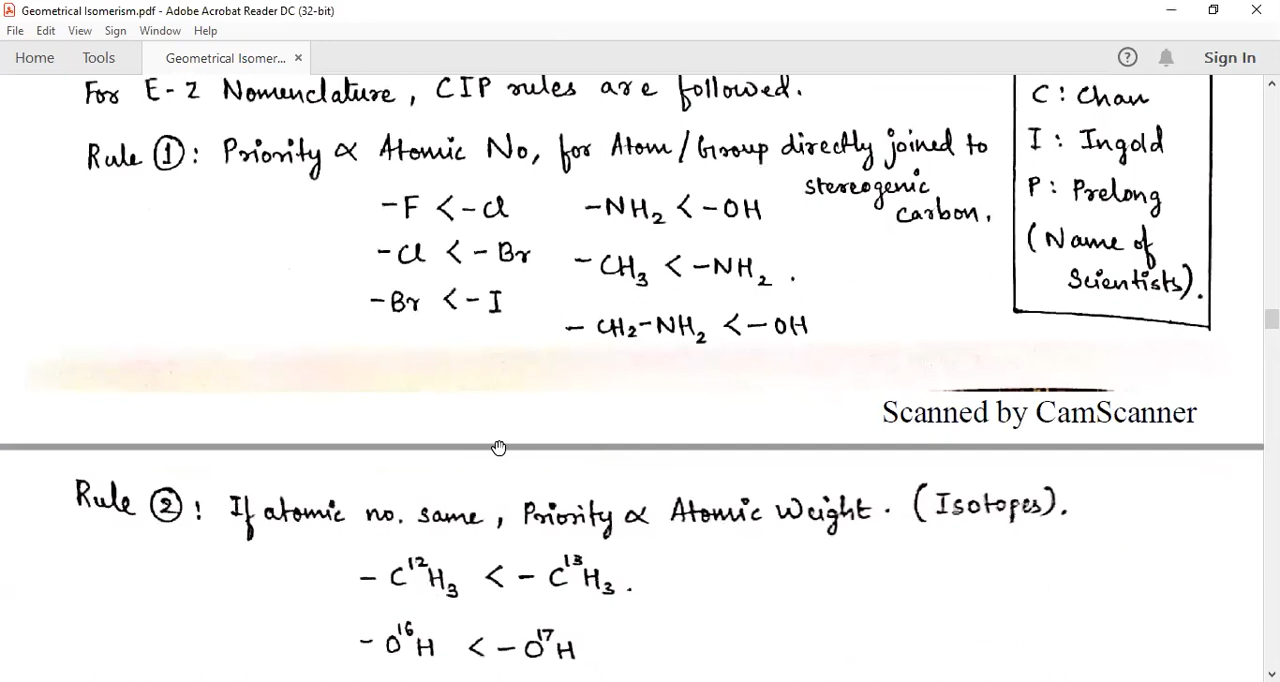 Geometrical Isomerism.pdf - Adobe Acrobat Reader DC (32-bit)
File Edit View Sign Window Help
Home Tools Geometrical Isomer... × ? Sign In
For E-Z Nomenclature, CIP rules are followed.
Rule ①: Priority ∝ Atomic No, for Atom/Group directly joined to
stereogenic
carbon.
-F < -Cl -NH₂ < -OH
-Cl < -Br -CH₃ < -NH₂.
-Br < -I
-CH₂-NH₂ < -OH
C: Chan
I: Ingold
P: Prelong
(Name of
Scientists).
Scanned by CamScanner
Rule ②: If atomic no. same, Priority ∝ Atomic Weight. (Isotopes).
-C¹²H₃ < -C¹³H₃.
-O¹⁶H < -O¹⁷H